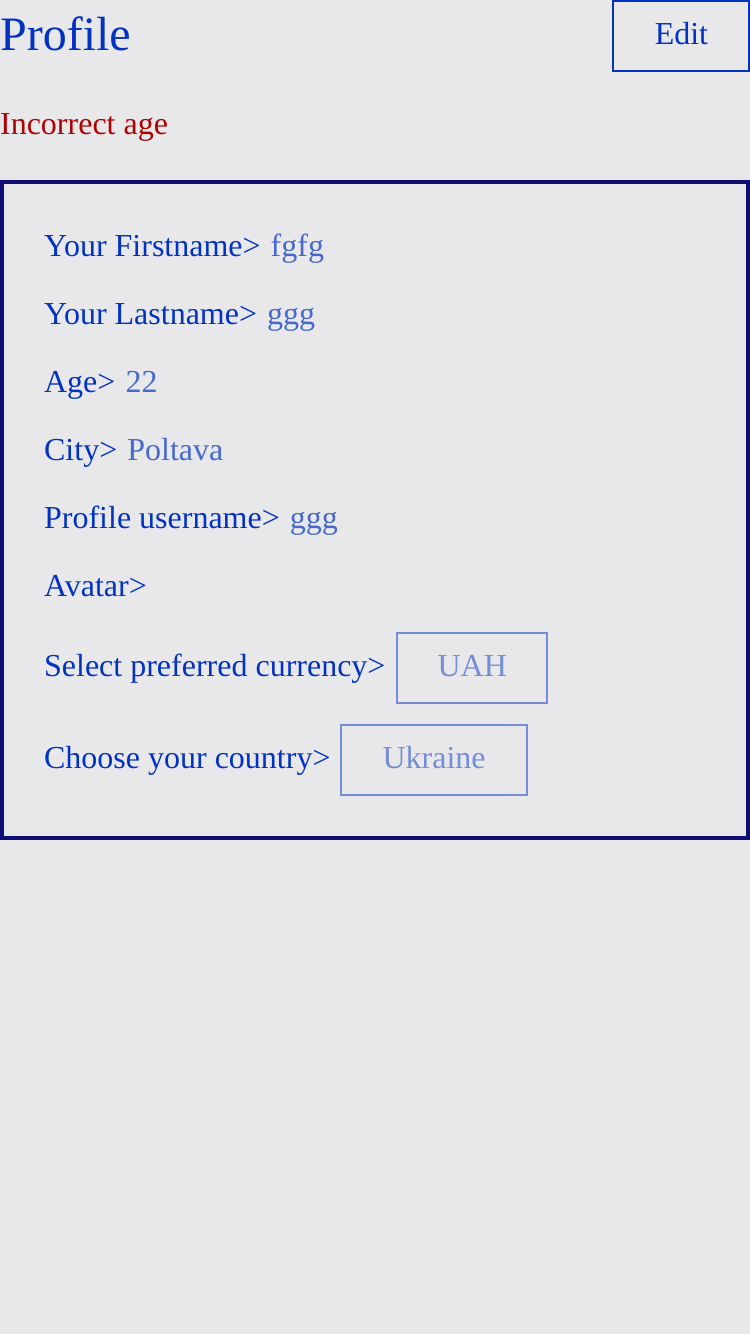 Profile
Edit
Incorrect age
Your Firstname> fgfg
Your Lastname> ggg
Age> 22
City> Poltava
Profile username> ggg
Avatar>
Select preferred currency> UAH
Choose your country> Ukraine